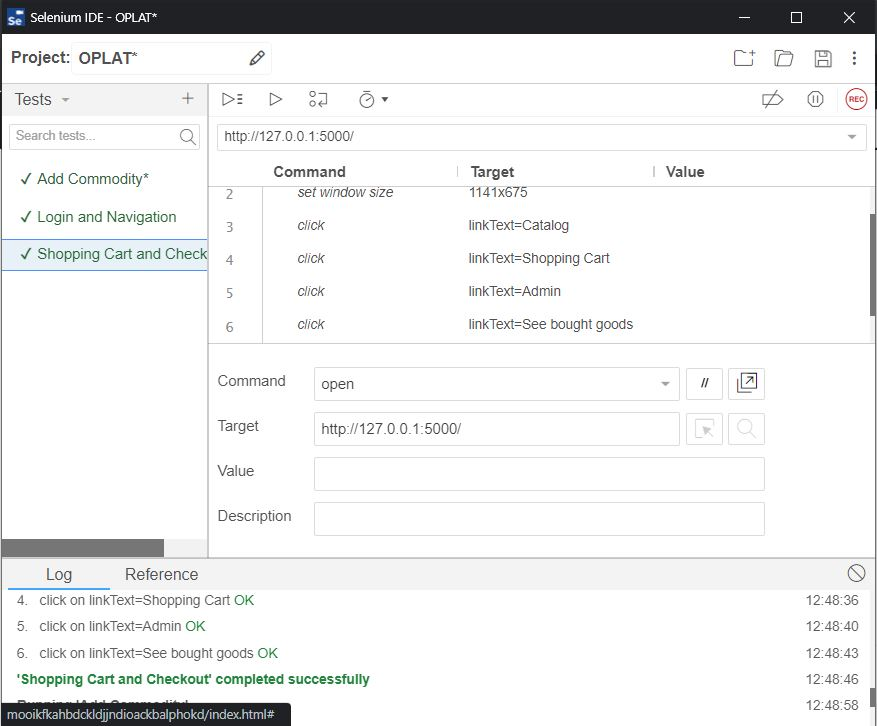 Se Selenium IDE - OPLAT*
Project: OPLAT*
Tests
Search tests...
✓ Add Commodity*
✓ Login and Navigation
✓ Shopping Cart and Check
REC
http://127.0.0.1:5000/
Command Target Value
2 set window size 1141x675
3 click linkText=Catalog
4 click linkText=Shopping Cart
5 click linkText=Admin
6 click linkText=See bought goods
Command open //
Target http://127.0.0.1:5000/
Value
Description
Log Reference
4. click on linkText=Shopping Cart OK 12:48:36
5. click on linkText=Admin OK 12:48:40
6. click on linkText=See bought goods OK 12:48:43
'Shopping Cart and Checkout' completed successfully 12:48:46
Running 'Add Commodity' 12:48:58
mooikfkahbdckldjjndioackbalphokd/index.html#